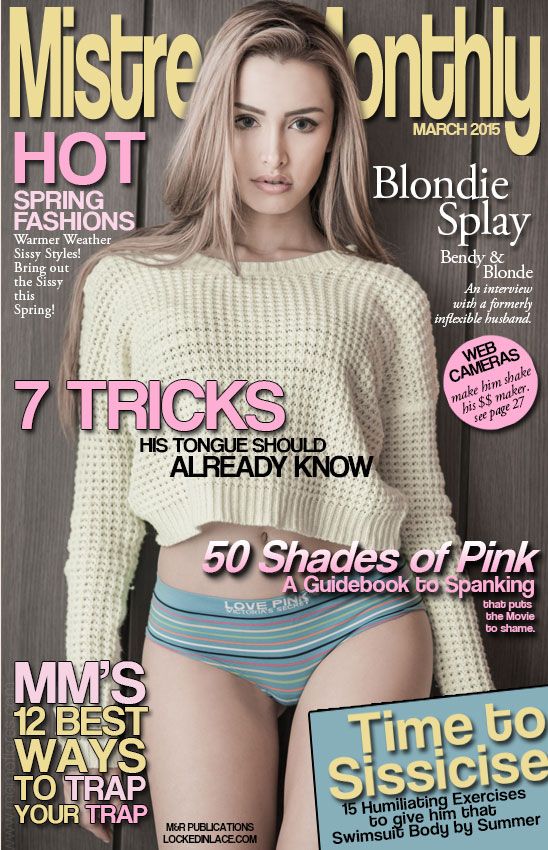 Mistre Monthly
MARCH 2015
HOT
SPRING
FASHIONS
Warmer Weather
Sissy Styles!
Bring out
the Sissy
this
Spring!
Blondie
Splay
Bendy &
Blonde
An interview
with a formerly
inflexible husband.
WEB
CAMERAS
make him shake
his $$ maker.
see page 27
7 TRICKS
HIS TONGUE SHOULD
ALREADY KNOW
50 Shades of Pink
A Guidebook to Spanking
that puts
the Movie
to shame.
LOVE PINK
VICTORIA'S SECRET
MM'S
12 BEST
WAYS
TO TRAP
YOUR TRAP
Time to
Sissicise
15 Humiliating Exercises
to give him that
Swimsuit Body by Summer
M&R PUBLICATIONS
LOCKEDINLACE.COM